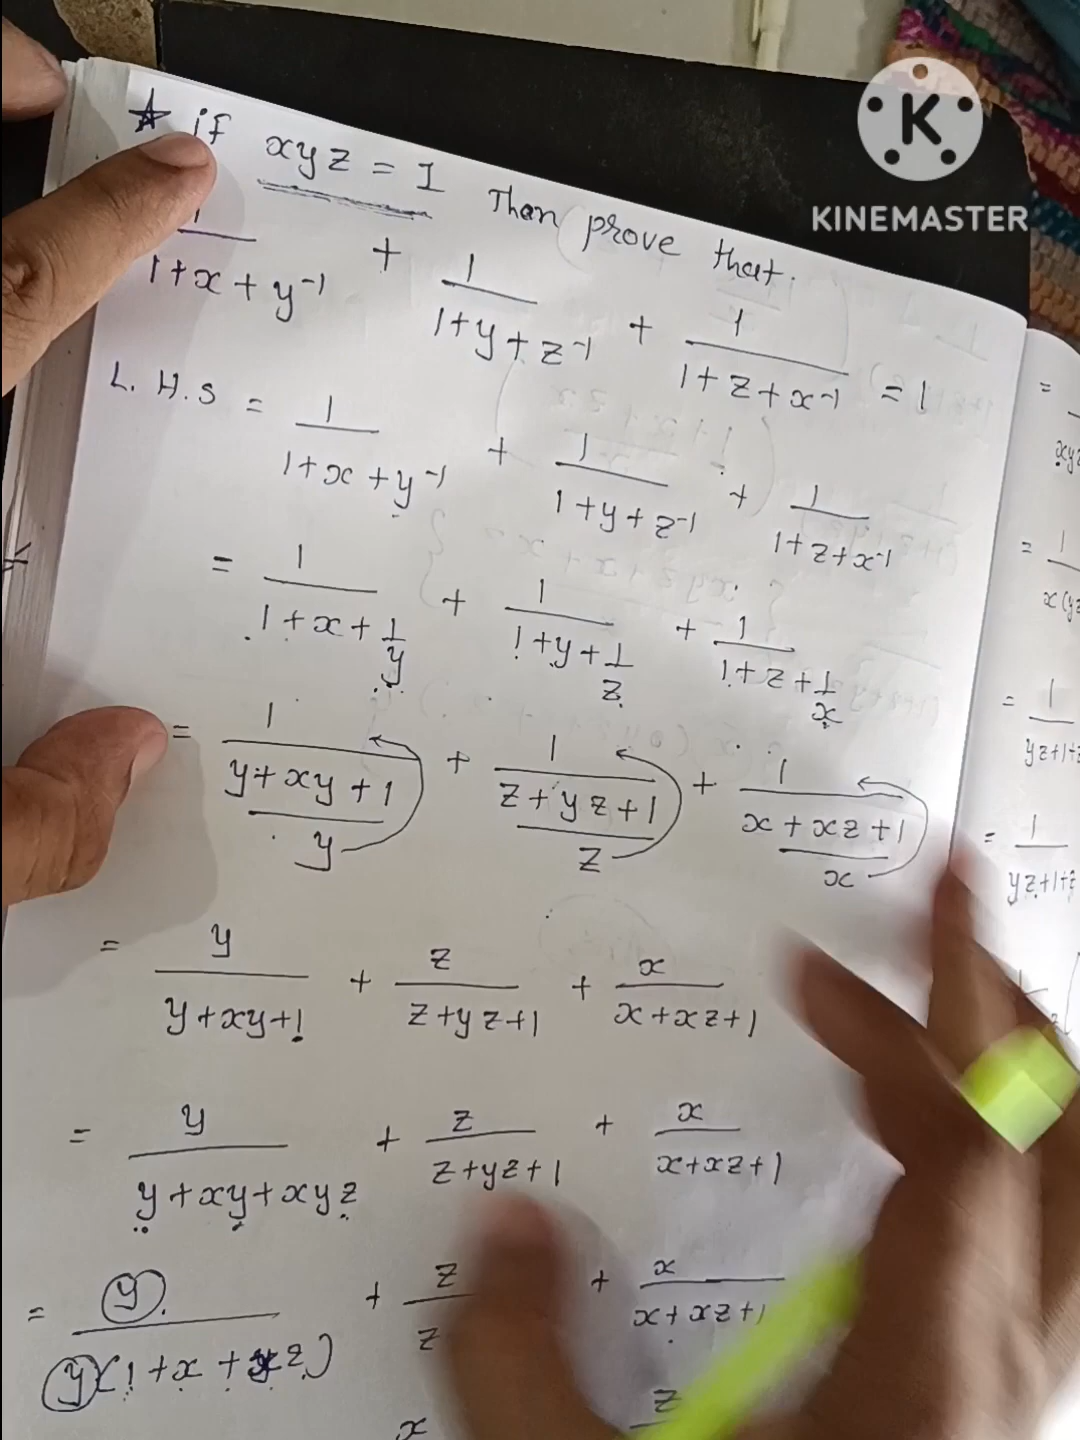 K
KINEMASTER
☆ if xyz = 1 Then prove that.
1/(1+x+y⁻¹) + 1/(1+y+z⁻¹) + 1/(1+z+x⁻¹) = 1
L.H.S = 1/(1+x+y⁻¹) + 1/(1+y+z⁻¹) + 1/(1+z+x⁻¹)
= 1/(1+x+1/y) + 1/(1+y+1/z) + 1/(1+z+1/x)
= 1/((y+xy+1)/y) + 1/((z+yz+1)/z) + 1/((x+xz+1)/x)
= y/(y+xy+1) + z/(z+yz+1) + x/(x+xz+1)
= y/(y+xy+xyz) + z/(z+yz+1) + x/(x+xz+1)
= y/(y(1+x+xz)) + z/z + x/(x+xz+1)
x z